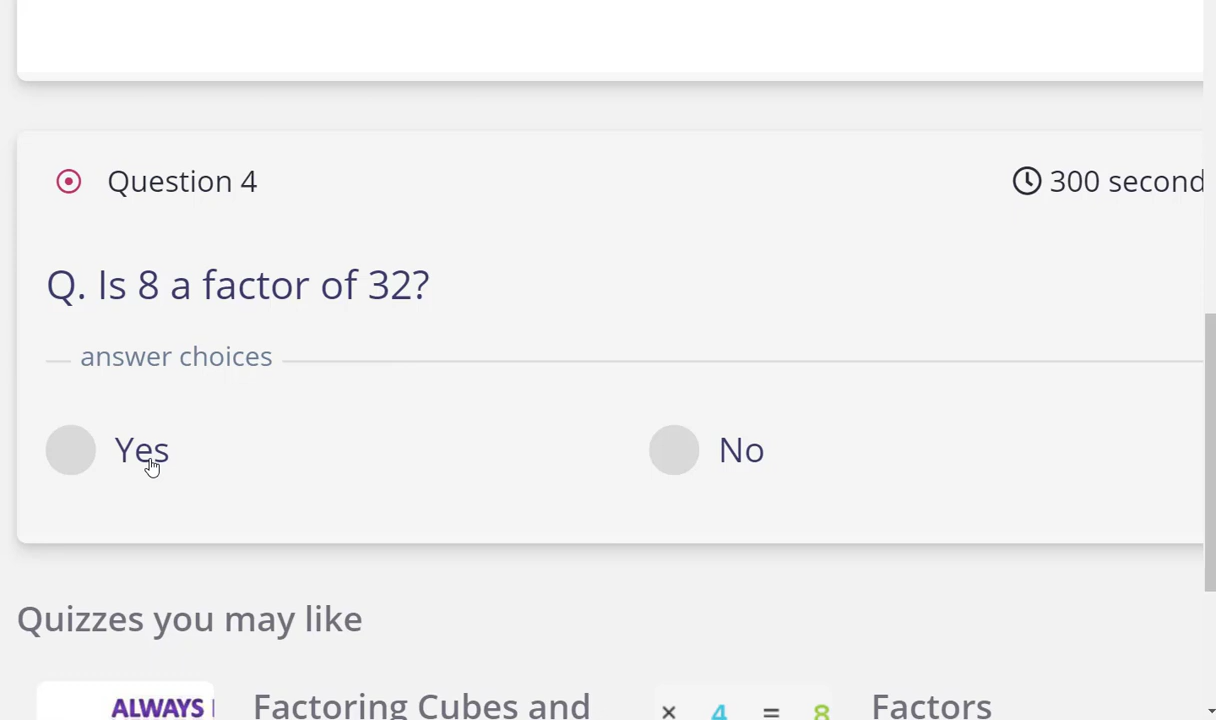 Question 4
300 second
Q. Is 8 a factor of 32?
answer choices
Yes
No
Quizzes you may like
ALWAYS
Factoring Cubes and
× 4 = 8
Factors